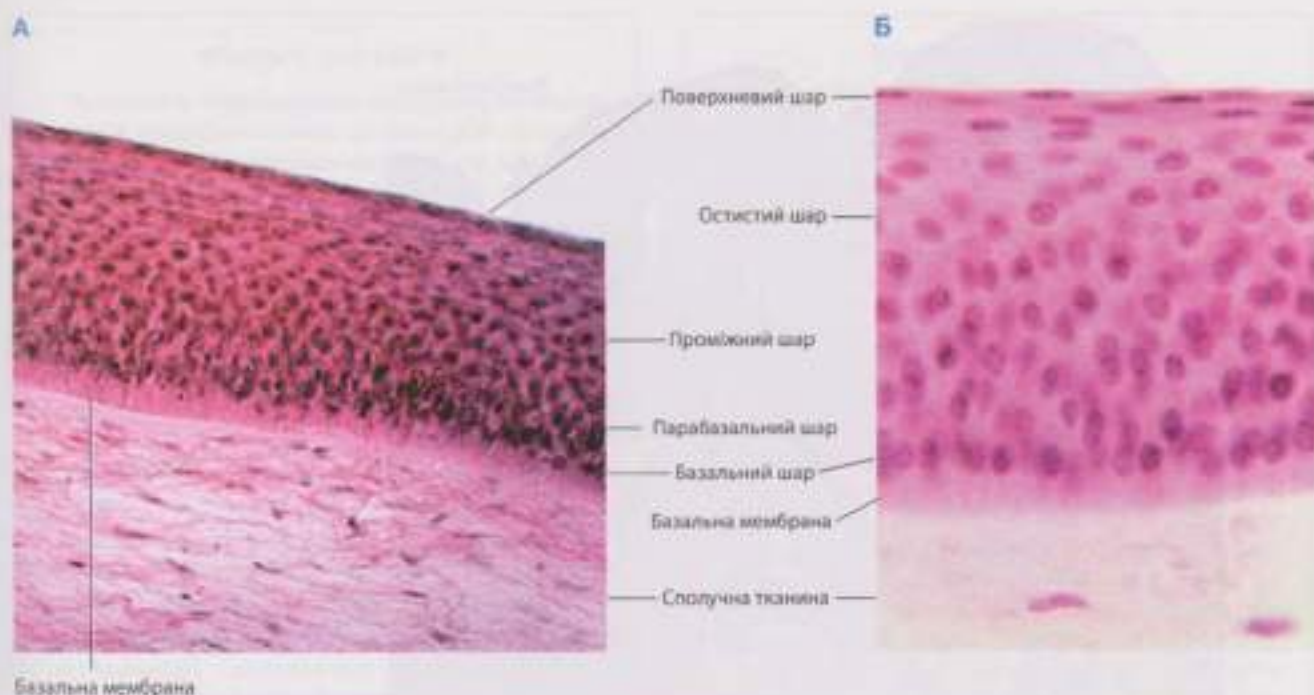 А
Б
Поверхневий шар
Остистий шар
Проміжний шар
Парабазальний шар
Базальний шар
Базальна мембрана
Сполучна тканина
Базальна мембрана